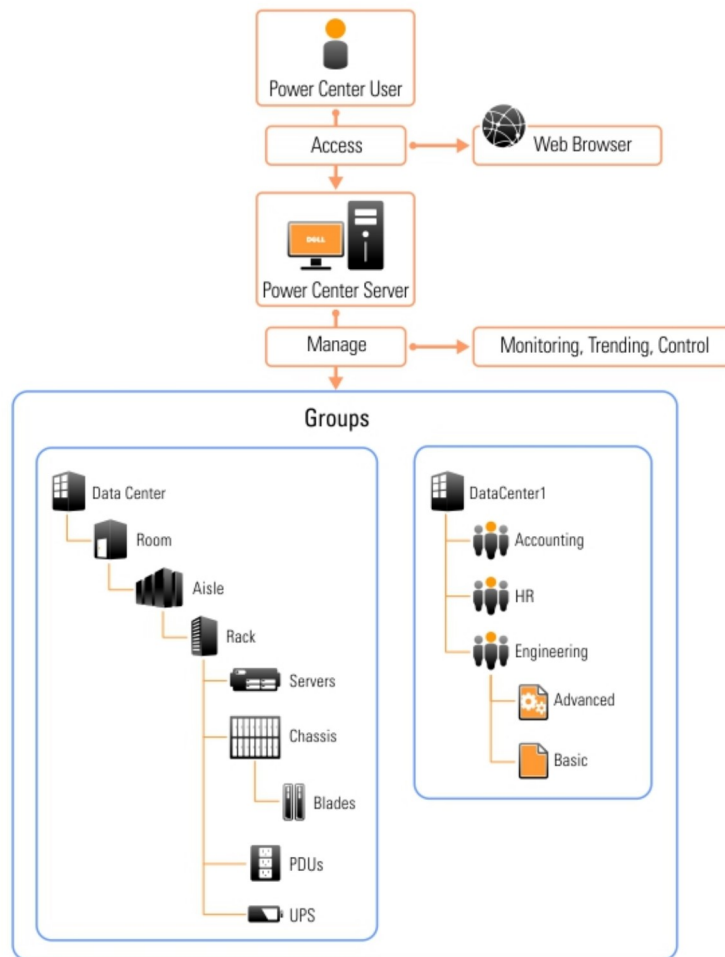 Power Center User
Access
Web Browser
DELL
Power Center Server
Manage
Monitoring, Trending, Control
Groups
Data Center
Room
Aisle
Rack
Servers
Chassis
Blades
PDUs
UPS
DataCenter1
Accounting
HR
Engineering
Advanced
Basic